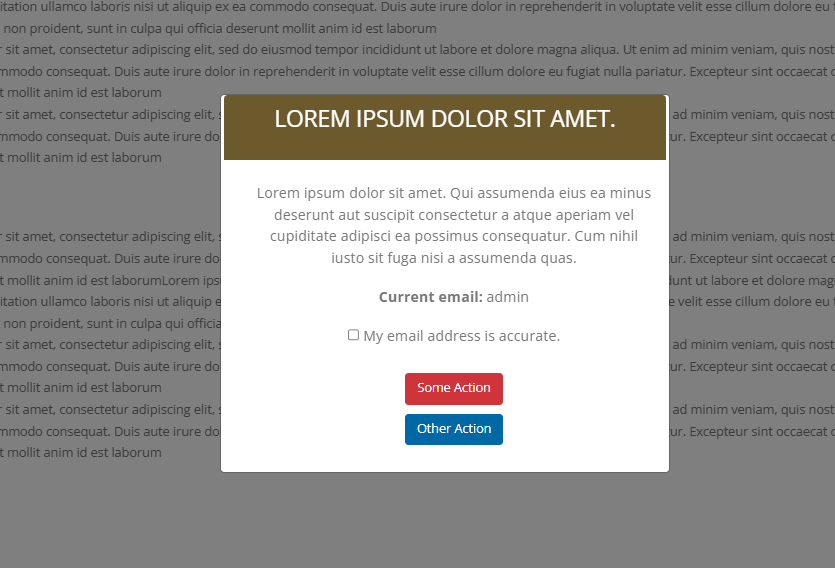 itation ullamco laboris nisi ut aliquip ex ea commodo consequat. Duis aute irure dolor in reprehenderit in voluptate velit esse cillum dolore eu
non proident, sunt in culpa qui officia deserunt mollit anim id est laborum
sit amet, consectetur adipiscing elit, sed do eiusmod tempor incididunt ut labore et dolore magna aliqua. Ut enim ad minim veniam, quis nost
mmodo consequat. Duis aute irure dolor in reprehenderit in voluptate velit esse cillum dolore eu fugiat nulla pariatur. Excepteur sint occaecat
t mollit anim id est laborum
sit amet, consectetur adipiscing elit, ad minim veniam, quis nost
mmodo consequat. Duis aute irure do ur. Excepteur sint occaecat
t mollit anim id est laborum
LOREM IPSUM DOLOR SIT AMET.
Lorem ipsum dolor sit amet. Qui assumenda eius ea minus
deserunt aut suscipit consectetur a atque aperiam vel
cupiditate adipisci ea possimus consequatur. Cum nihil
iusto sit fuga nisi a assumenda quas.
Current email: admin
My email address is accurate.
Some Action
Other Action
sit amet, consectetur adipiscing elit, ad minim veniam, quis nost
mmodo consequat. Duis aute irure do ur. Excepteur sint occaecat
t mollit anim id est laborumLorem ips dunt ut labore et dolore mag
itation ullamco laboris nisi ut aliquip e velit esse cillum dolore eu
non proident, sunt in culpa qui officia
sit amet, consectetur adipiscing elit, ad minim veniam, quis nost
mmodo consequat. Duis aute irure do ur. Excepteur sint occaecat
t mollit anim id est laborum
sit amet, consectetur adipiscing elit, ad minim veniam, quis nost
mmodo consequat. Duis aute irure do ur. Excepteur sint occaecat
t mollit anim id est laborum